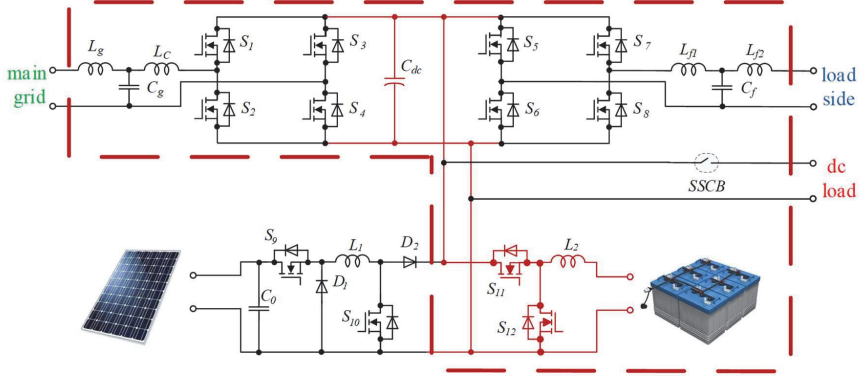 L_g
L_C
S_1
S_3
S_5
S_7
L_f1
L_f2
main
grid
C_g
C_dc
C_f
load
side
S_2
S_4
S_6
S_8
dc
load
SSCB
S_9
L_1
D_2
L_2
C_0
D_1
S_10
S_11
S_12